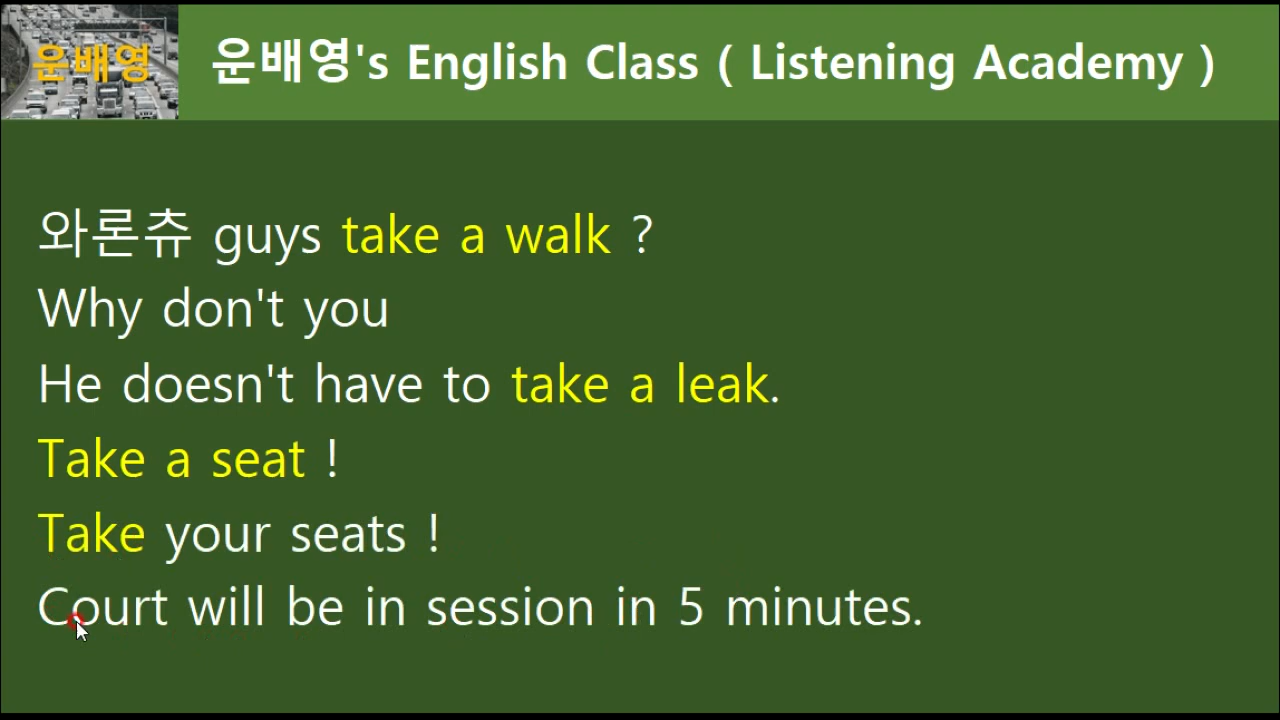 운배영
운배영's English Class ( Listening Academy )
와론츄 guys take a walk ?
Why don't you
He doesn't have to take a leak.
Take a seat !
Take your seats !
Court will be in session in 5 minutes.